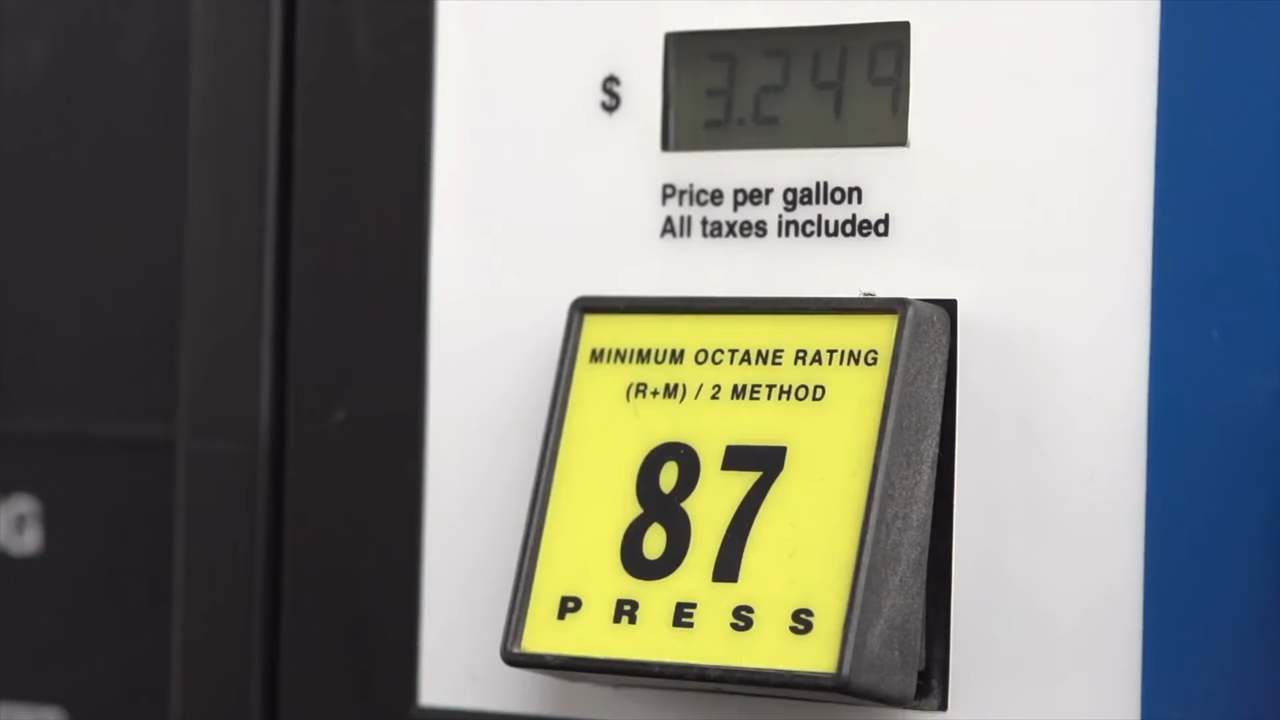 $ 3.249
Price per gallon
All taxes included
MINIMUM OCTANE RATING
(R+M) / 2 METHOD
87
PRESS
G